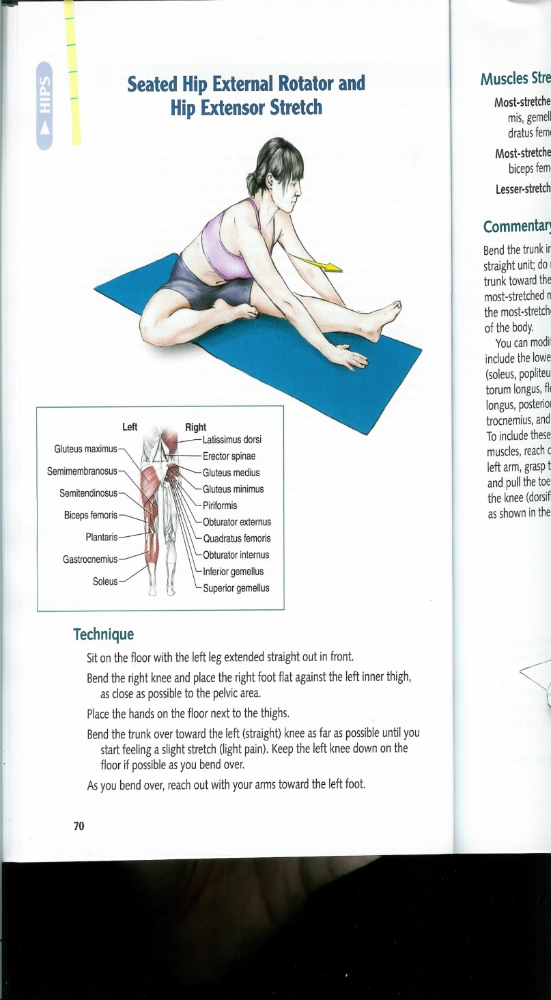 HIPS
Seated Hip External Rotator and
Hip Extensor Stretch
Left
Right
Gluteus maximus
Semimembranosus
Semitendinosus
Biceps femoris
Plantaris
Gastrocnemius
Soleus
Latissimus dorsi
Erector spinae
Gluteus medius
Gluteus minimus
Piriformis
Obturator externus
Quadratus femoris
Obturator internus
Inferior gemellus
Superior gemellus
Technique
Sit on the floor with the left leg extended straight out in front.
Bend the right knee and place the right foot flat against the left inner thigh,
as close as possible to the pelvic area.
Place the hands on the floor next to the thighs.
Bend the trunk over toward the left (straight) knee as far as possible until you
start feeling a slight stretch (light pain). Keep the left knee down on the
floor if possible as you bend over.
As you bend over, reach out with your arms toward the left foot.
70
Muscles Stre
Most-stretche
mis, gemell
dratus fem
Most-stretche
biceps fem
Lesser-stretch
Commentary
Bend the trunk in
straight unit; do
trunk toward the
most-stretched
the most-stretch
of the body.
You can modi
include the lowe
(soleus, popliteu
torum longus, fl
longus, posterio
trocnemius, and
To include these
muscles, reach
left arm, grasp t
and pull the toe
the knee (dorsif
as shown in the